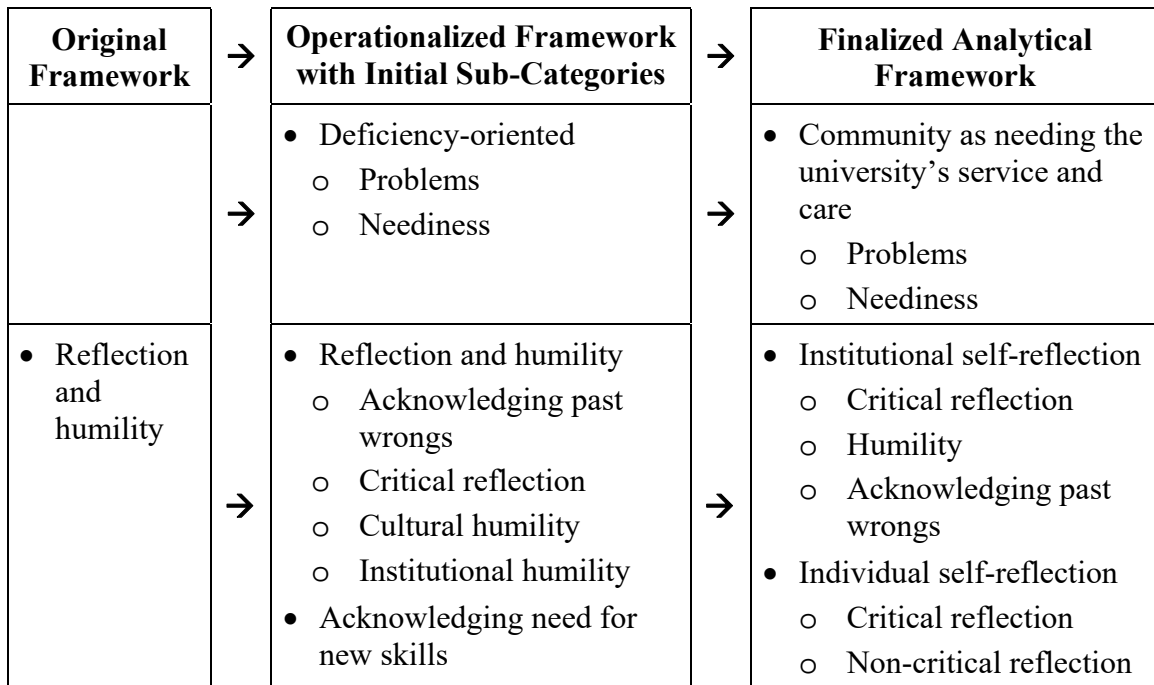 Original
Framework
→
Operationalized Framework
with Initial Sub-Categories
→
Finalized Analytical
Framework
→
• Deficiency-oriented
o Problems
o Neediness
→
• Community as needing the
university’s service and
care
o Problems
o Neediness
• Reflection
and
humility
→
• Reflection and humility
o Acknowledging past
wrongs
o Critical reflection
o Cultural humility
o Institutional humility
• Acknowledging need for
new skills
→
• Institutional self-reflection
o Critical reflection
o Humility
o Acknowledging past
wrongs
• Individual self-reflection
o Critical reflection
o Non-critical reflection